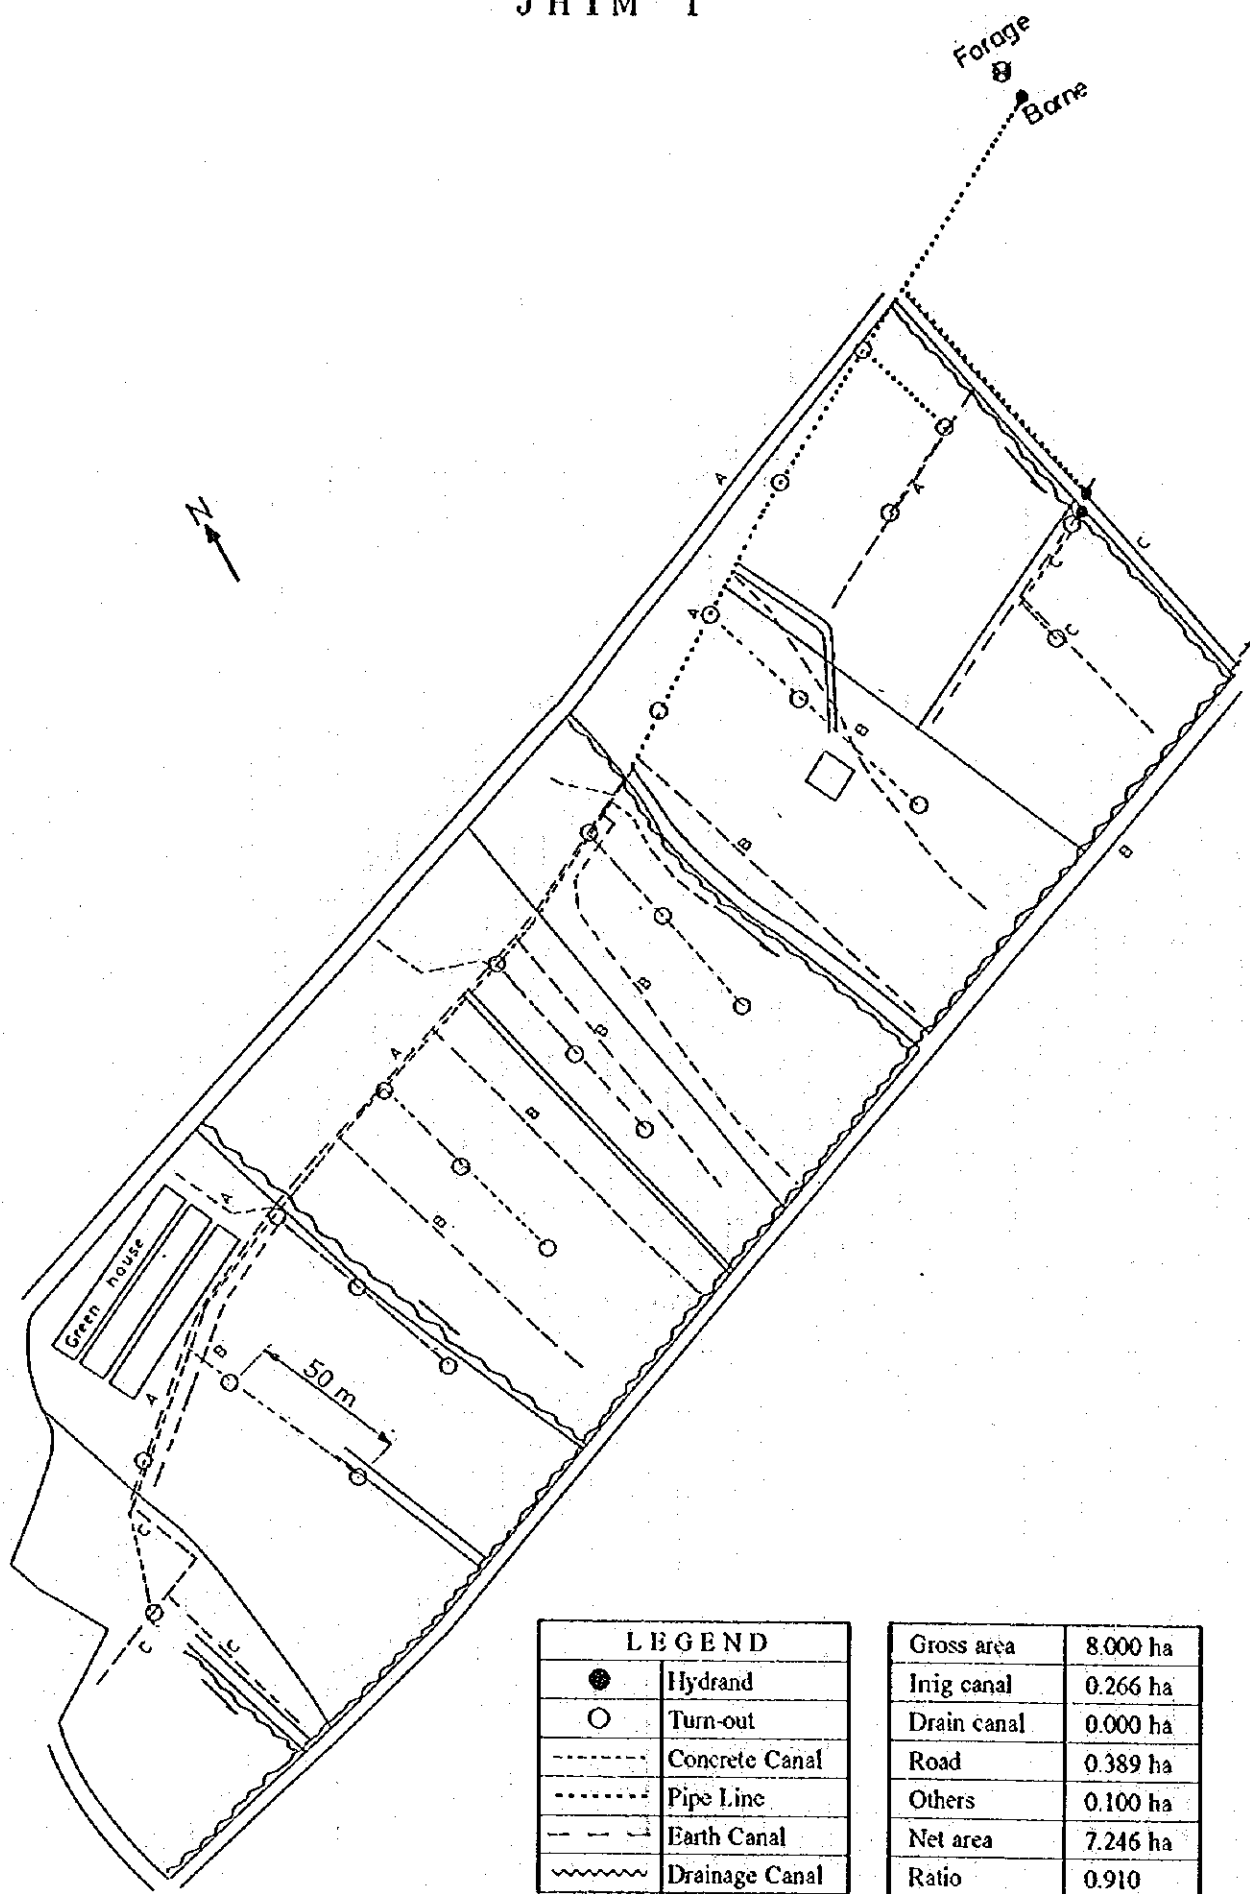 JHIM 1
Forage
Borne
N
A
A
C
C
C
A
B
B
B
B
B
A
B
B
A
Green house
B
50 m
A
C
C
C
LEGEND
Hydrand
Turn-out
Concrete Canal
Pipe Line
Earth Canal
Drainage Canal
Gross area 8.000 ha
Inig canal 0.266 ha
Drain canal 0.000 ha
Road 0.389 ha
Others 0.100 ha
Net area 7.246 ha
Ratio 0.910